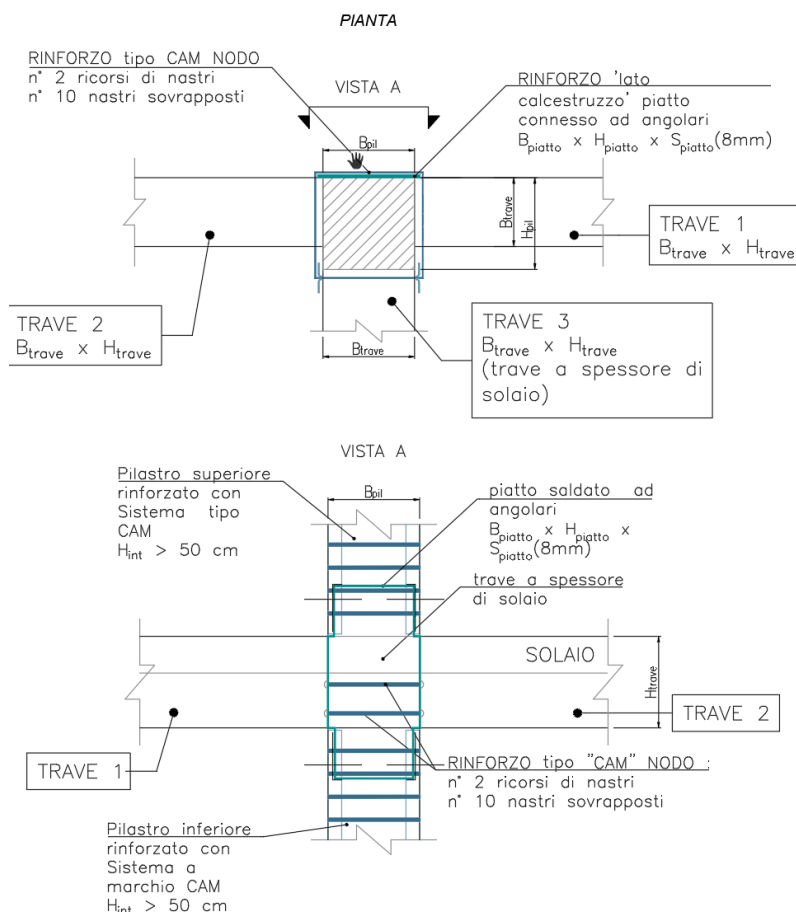 PIANTA
RINFORZO tipo CAM NODO
n° 2 ricorsi di nastri
n° 10 nastri sovrapposti
VISTA A
RINFORZO 'lato
calcestruzzo' piatto
connesso ad angolari
Bpiatto x Hpiatto x Spiatto(8mm)
Bpil
Btrave
Hpil
TRAVE 1
Btrave x Htrave
TRAVE 2
Btrave x Htrave
TRAVE 3
Btrave x Htrave
(trave a spessore di
solaio)
Btrave
VISTA A
Pilastro superiore
rinforzato con
Sistema tipo
CAM
Hint > 50 cm
Bpil
piatto saldato ad
angolari
Bpiatto x Hpiatto x
Spiatto(8mm)
trave a spessore
di solaio
SOLAIO
Htrave
TRAVE 2
TRAVE 1
RINFORZO tipo "CAM" NODO :
n° 2 ricorsi di nastri
n° 10 nastri sovrapposti
Pilastro inferiore
rinforzato con
Sistema a
marchio CAM
Hint > 50 cm